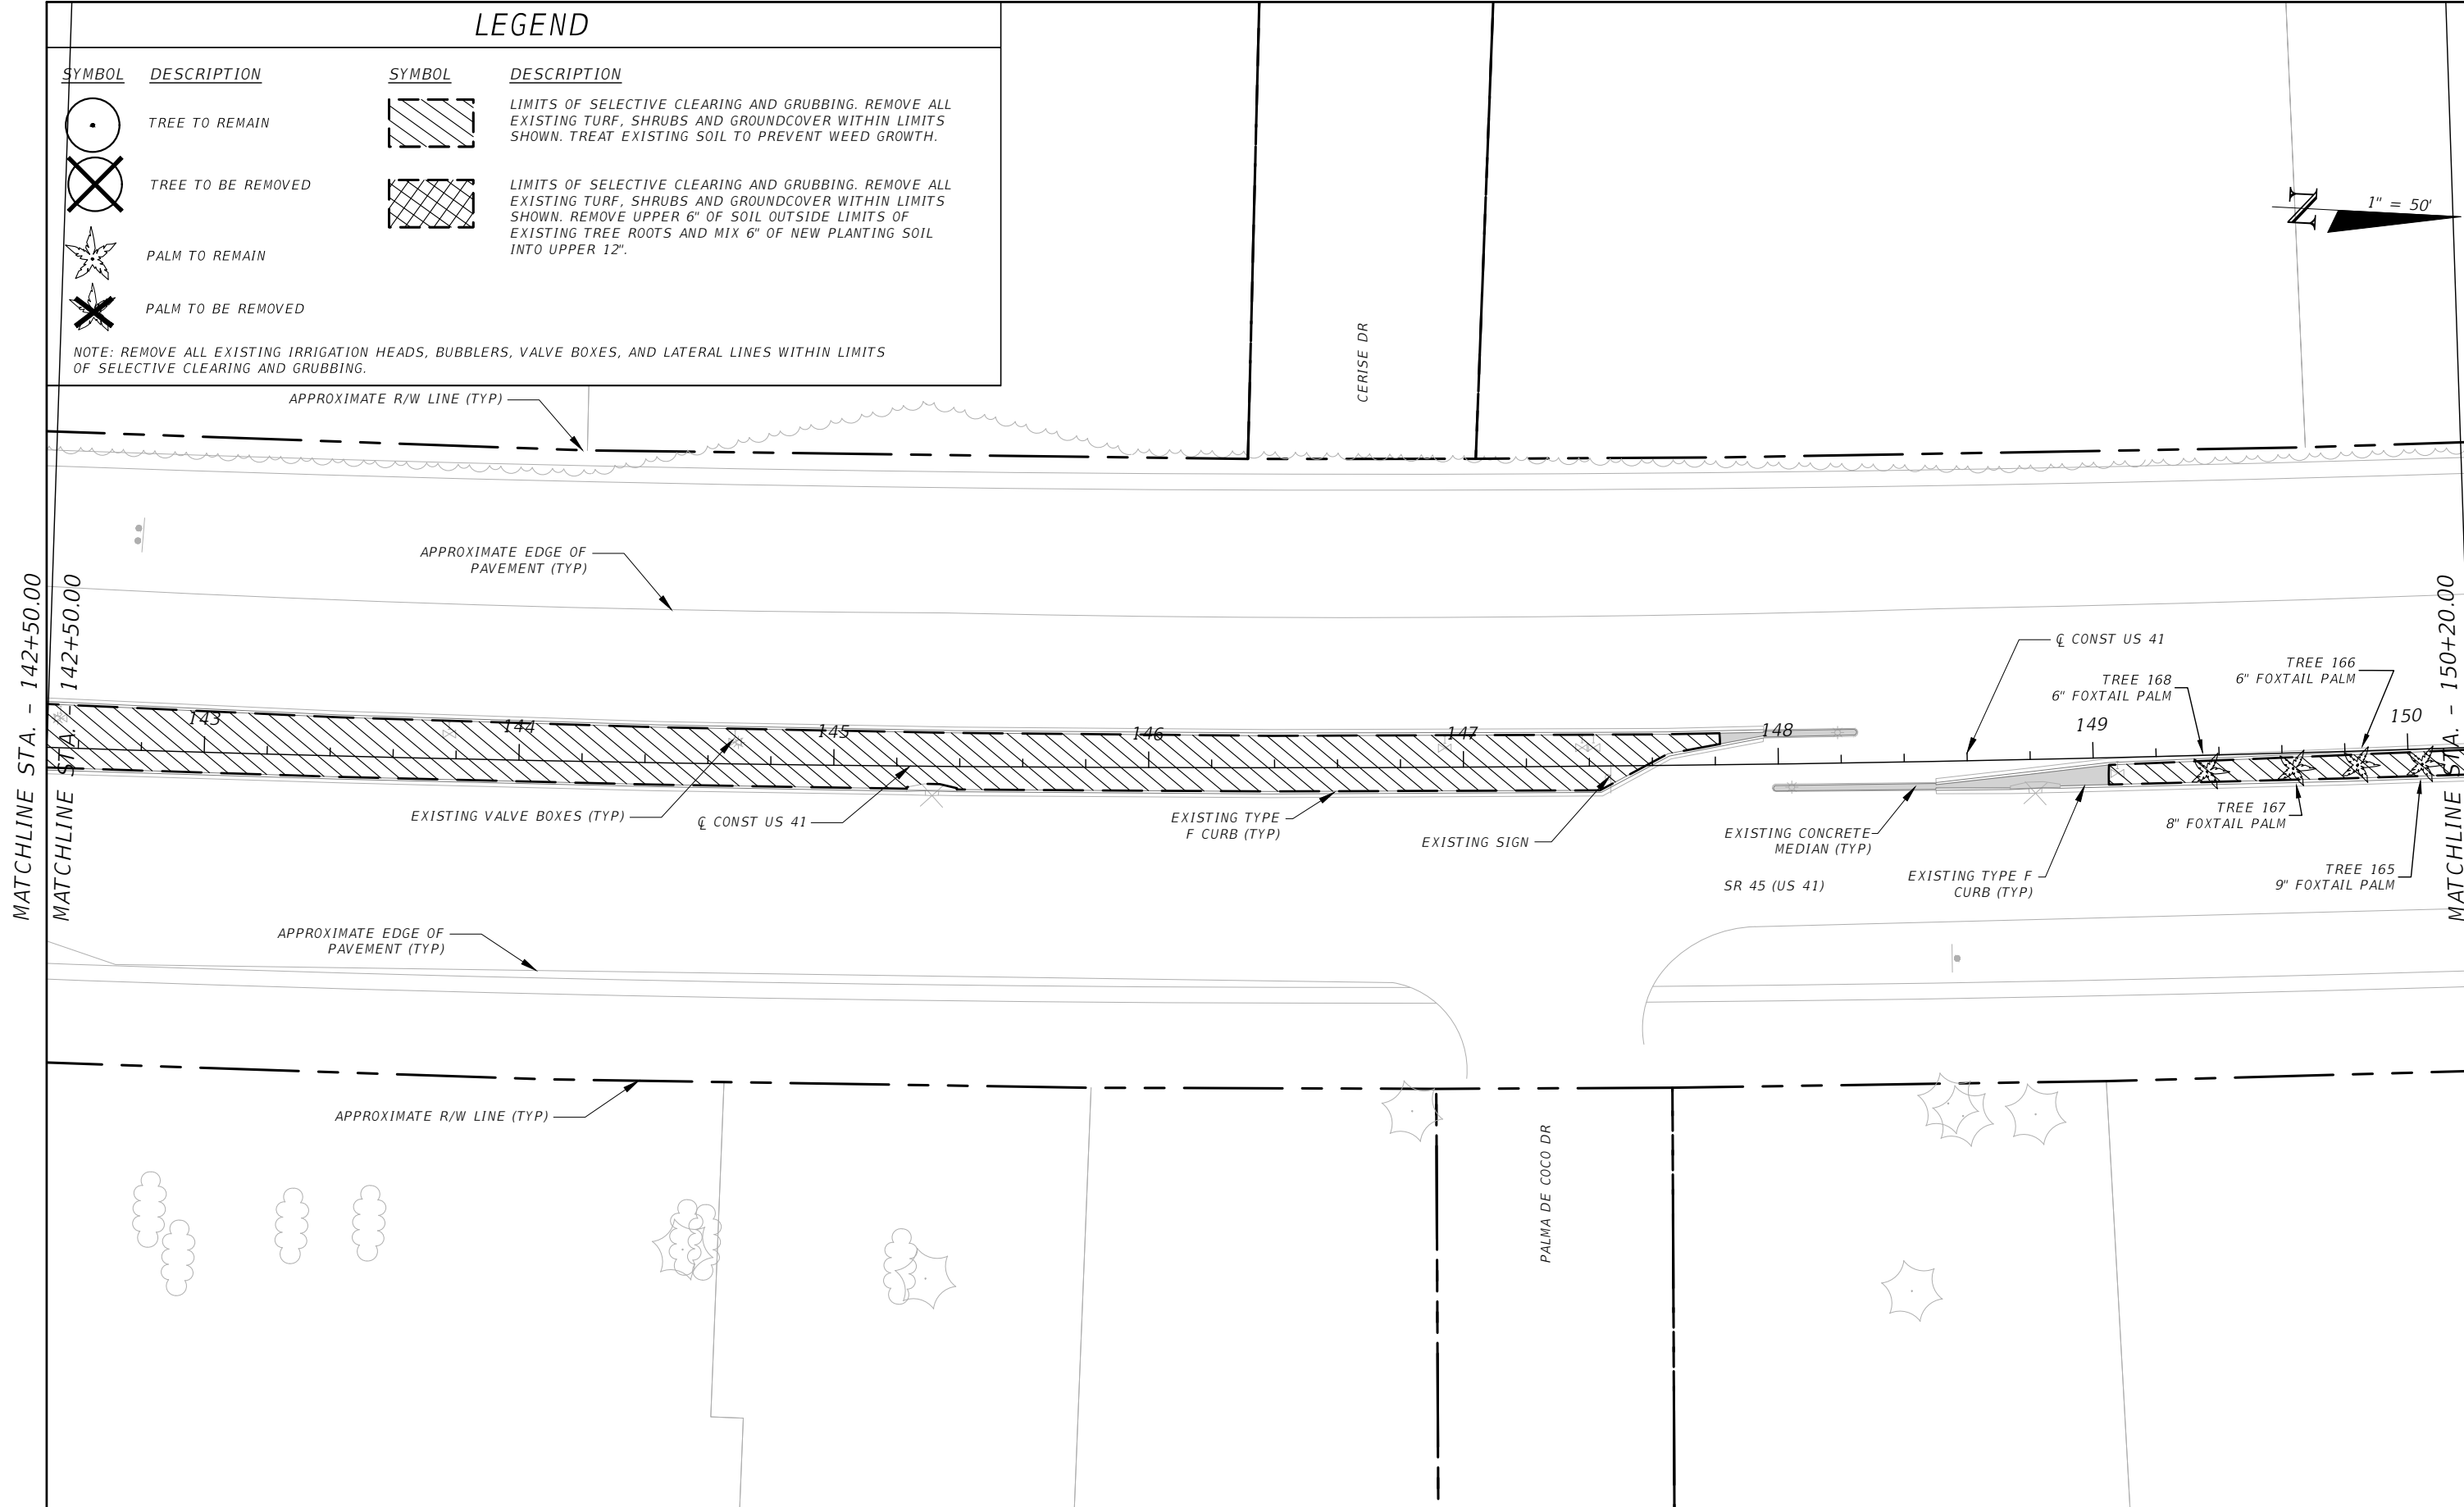 LEGEND
SYMBOL DESCRIPTION SYMBOL DESCRIPTION
TREE TO REMAIN
TREE TO BE REMOVED
PALM TO REMAIN
PALM TO BE REMOVED
LIMITS OF SELECTIVE CLEARING AND GRUBBING. REMOVE ALL
EXISTING TURF, SHRUBS AND GROUNDCOVER WITHIN LIMITS
SHOWN. TREAT EXISTING SOIL TO PREVENT WEED GROWTH.
LIMITS OF SELECTIVE CLEARING AND GRUBBING. REMOVE ALL
EXISTING TURF, SHRUBS AND GROUNDCOVER WITHIN LIMITS
SHOWN. REMOVE UPPER 6" OF SOIL OUTSIDE LIMITS OF
EXISTING TREE ROOTS AND MIX 6" OF NEW PLANTING SOIL
INTO UPPER 12".
NOTE: REMOVE ALL EXISTING IRRIGATION HEADS, BUBBLERS, VALVE BOXES, AND LATERAL LINES WITHIN LIMITS
OF SELECTIVE CLEARING AND GRUBBING.
N
1" = 50'
CERISE DR
APPROXIMATE R/W LINE (TYP)
APPROXIMATE EDGE OF
PAVEMENT (TYP)
MATCHLINE STA. - 142+50.00
MATCHLINE STA. - 142+50.00
MATCHLINE STA. - 150+20.00
℄ CONST US 41
TREE 168
6" FOXTAIL PALM
TREE 166
6" FOXTAIL PALM
143
144
145
146
147
148
149
150
EXISTING VALVE BOXES (TYP)
℄ CONST US 41
EXISTING TYPE
F CURB (TYP)
EXISTING SIGN
EXISTING CONCRETE
MEDIAN (TYP)
SR 45 (US 41)
EXISTING TYPE F
CURB (TYP)
TREE 167
8" FOXTAIL PALM
TREE 165
9" FOXTAIL PALM
APPROXIMATE EDGE OF
PAVEMENT (TYP)
APPROXIMATE R/W LINE (TYP)
PALMA DE COCO DR